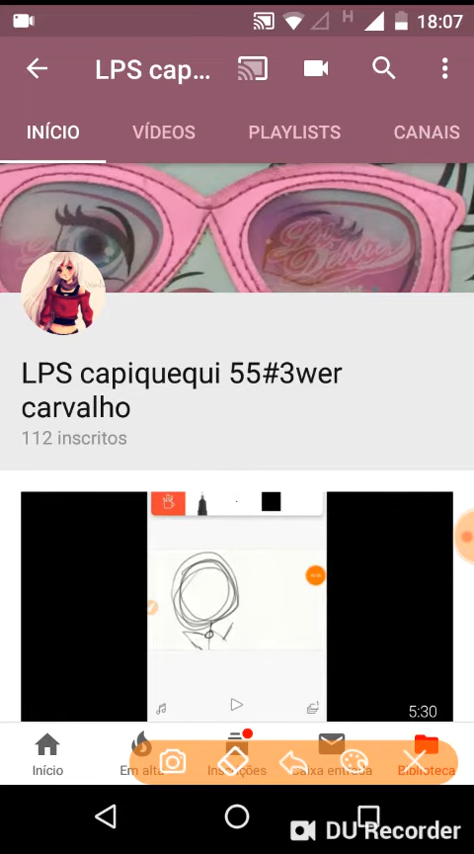 H 18:07
LPS cap...
INÍCIO VÍDEOS PLAYLISTS CANAIS
LPS capiquequi 55#3wer
carvalho
112 inscritos
5:30
Início Em alta Inscrições Caixa entrada Biblioteca
DU Recorder